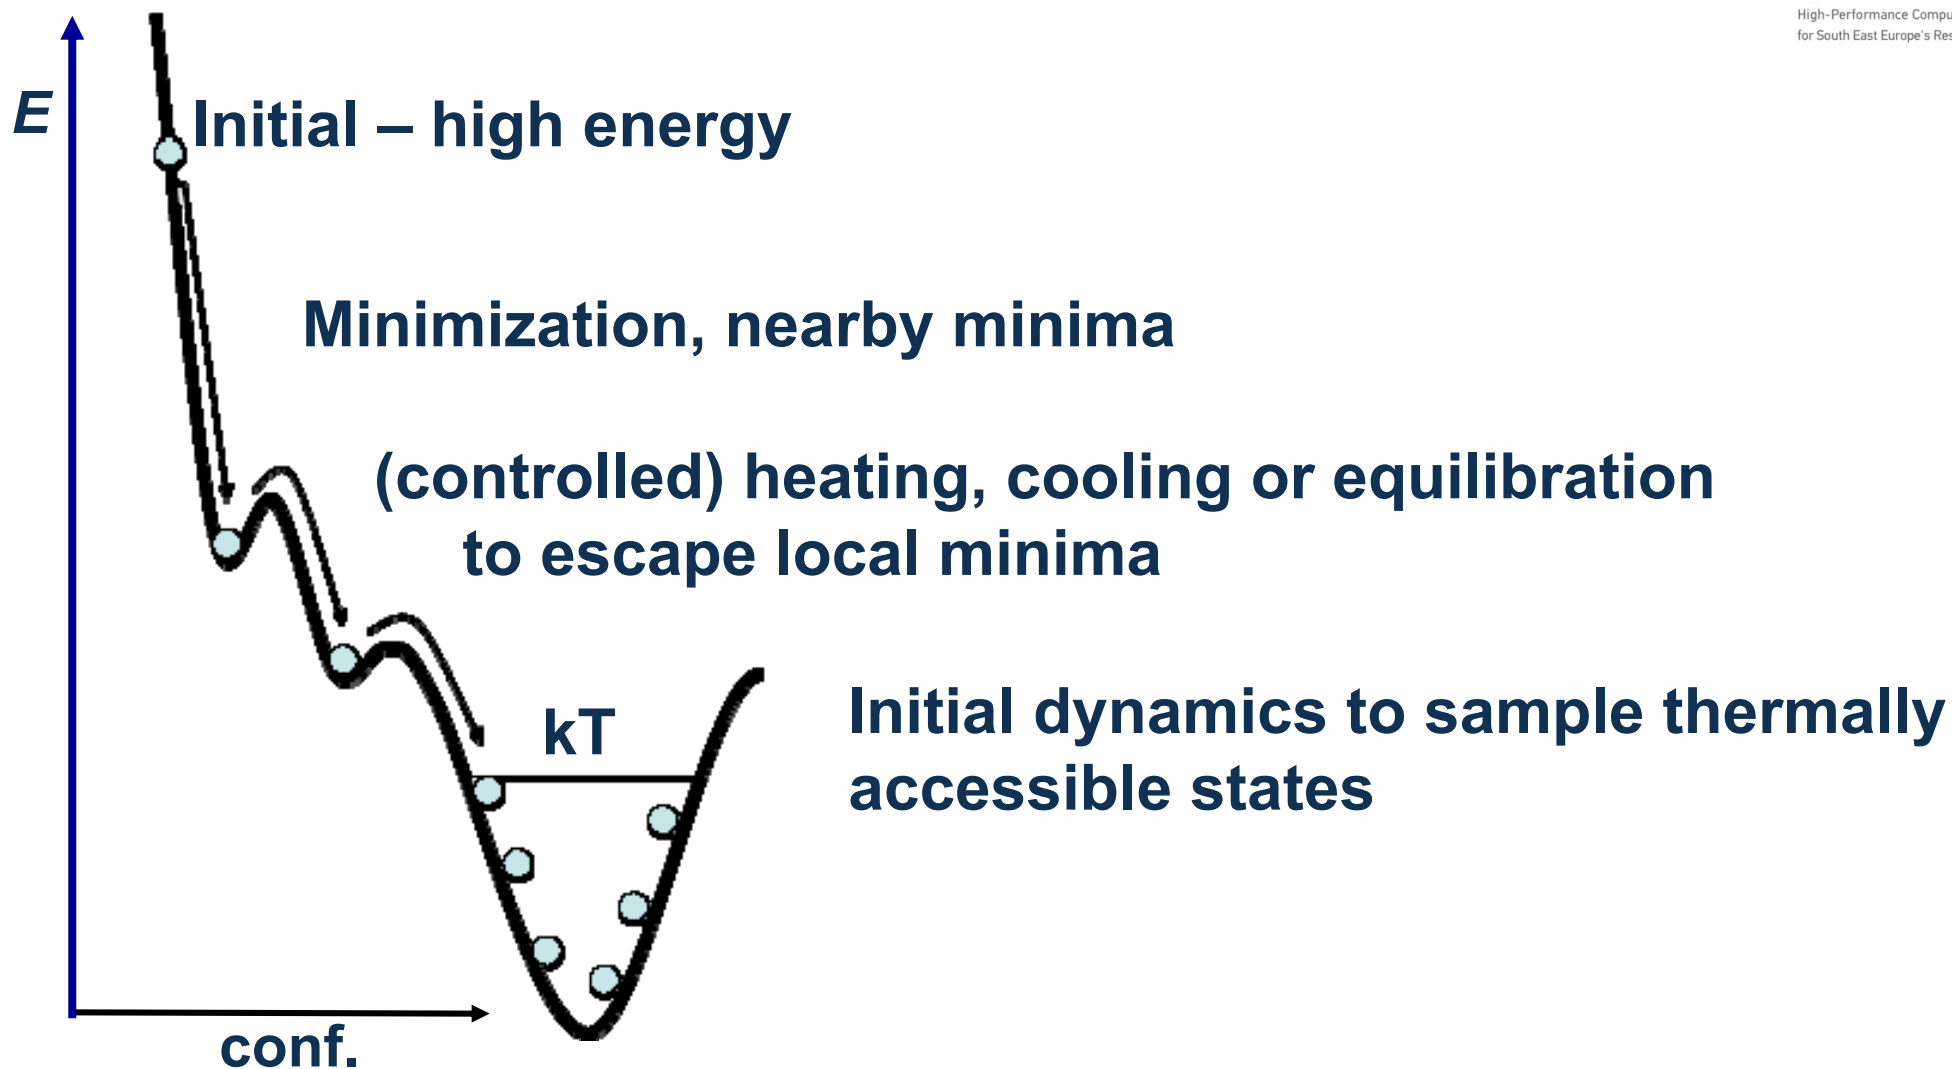 High-Performance Compu
for South East Europe's Res
E
Initial – high energy
Minimization, nearby minima
(controlled) heating, cooling or equilibration
to escape local minima
kT
Initial dynamics to sample thermally
accessible states
conf.